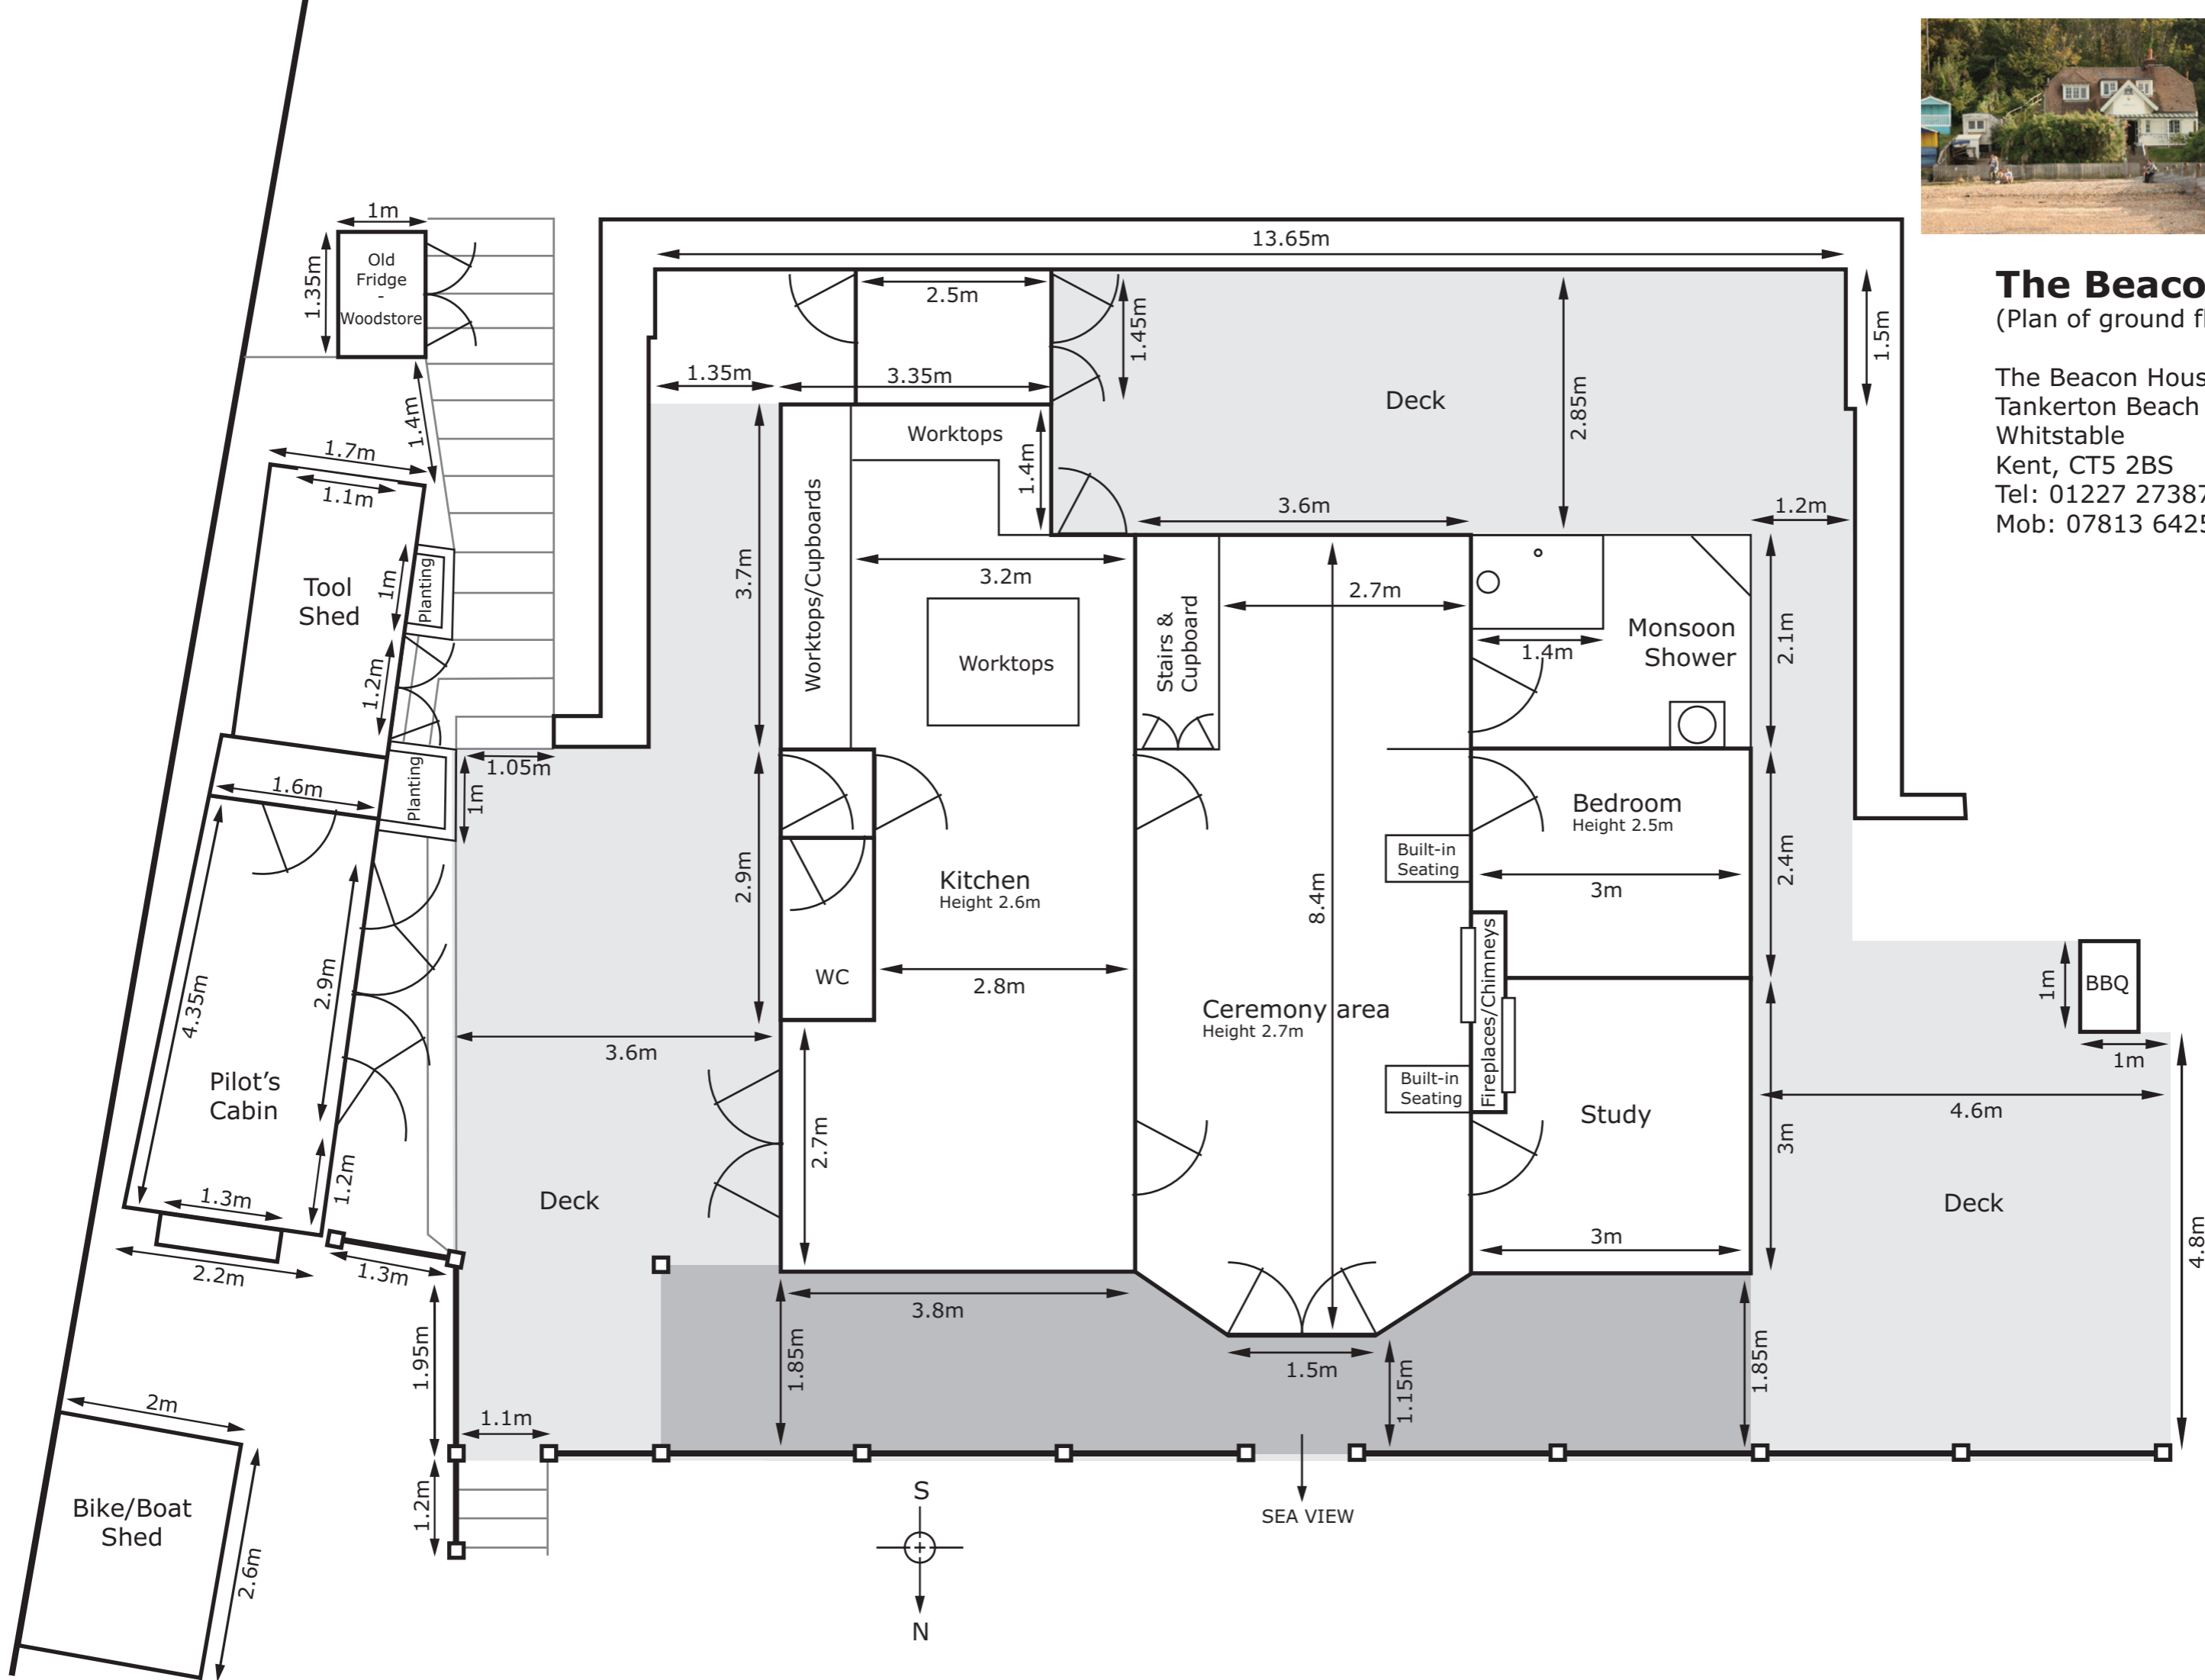 The Beaco
(Plan of ground fl
The Beacon Hous
Tankerton Beach
Whitstable
Kent, CT5 2BS
Tel: 01227 27387
Mob: 07813 6425
1m
1.35m
Old
Fridge
-
Woodstore
13.65m
2.5m
1.45m
1.5m
1.35m
3.35m
Deck
2.85m
1.4m
1.7m
1.1m
Worktops
1.4m
3.6m
1.2m
Worktops/Cupboards
3.7m
3.2m
2.7m
Tool
Shed
1m
Planting
1.2m
Worktops
Stairs &
Cupboard
1.4m
Monsoon
Shower
2.1m
1.6m
Planting
1.05m
1m
Bedroom
Height 2.5m
Built-in
Seating
3m
2.4m
2.9m
Kitchen
Height 2.6m
8.4m
WC
2.8m
Fireplaces/Chimneys
4.35m
2.9m
3.6m
Ceremony area
Height 2.7m
1m
BBQ
1m
Pilot’s
Cabin
Built-in
Seating
Study
3m
4.6m
2.7m
1.2m
1.3m
Deck
Deck
3m
4.8m
2.2m
1.3m
3.8m
1.95m
1.85m
1.5m
1.15m
1.85m
2m
1.1m
Bike/Boat
Shed
2.6m
1.2m
S
N
SEA VIEW